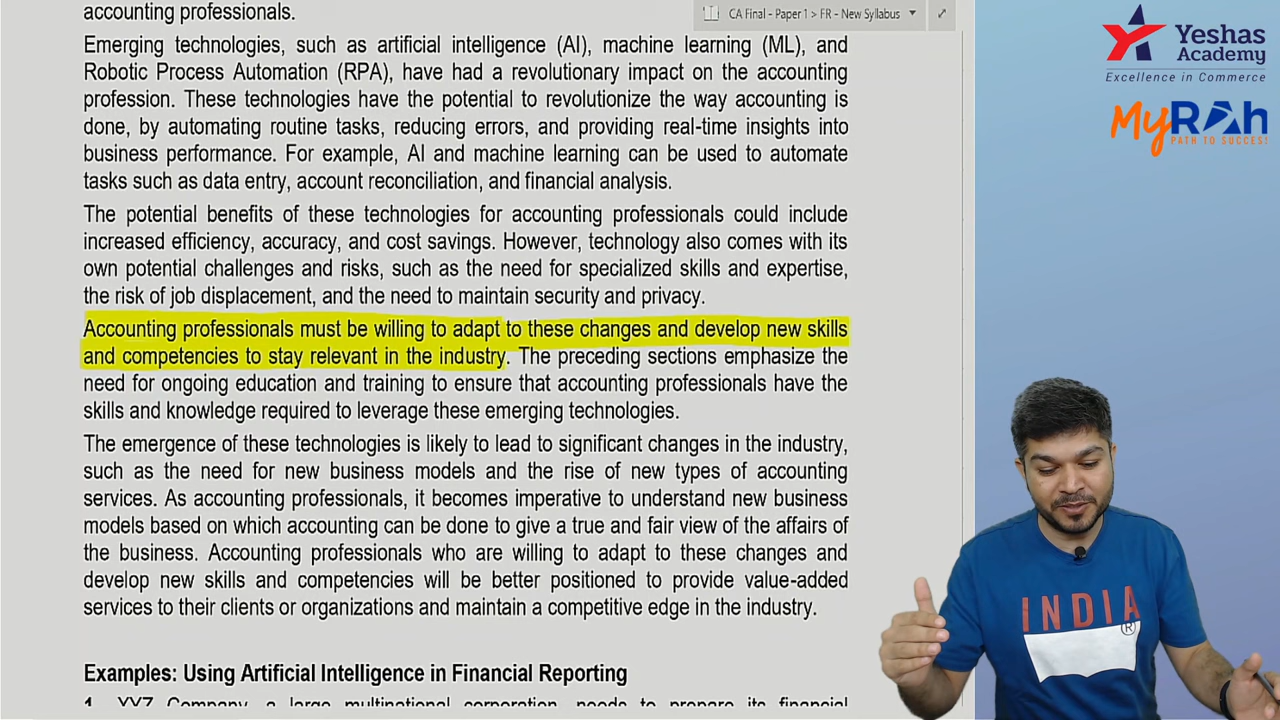 accounting professionals.
CA Final - Paper 1 > FR - New Syllabus
Emerging technologies, such as artificial intelligence (AI), machine learning (ML), and
Robotic Process Automation (RPA), have had a revolutionary impact on the accounting
profession. These technologies have the potential to revolutionize the way accounting is
done, by automating routine tasks, reducing errors, and providing real-time insights into
business performance. For example, AI and machine learning can be used to automate
tasks such as data entry, account reconciliation, and financial analysis.
The potential benefits of these technologies for accounting professionals could include
increased efficiency, accuracy, and cost savings. However, technology also comes with its
own potential challenges and risks, such as the need for specialized skills and expertise,
the risk of job displacement, and the need to maintain security and privacy.
Accounting professionals must be willing to adapt to these changes and develop new skills
and competencies to stay relevant in the industry. The preceding sections emphasize the
need for ongoing education and training to ensure that accounting professionals have the
skills and knowledge required to leverage these emerging technologies.
The emergence of these technologies is likely to lead to significant changes in the industry,
such as the need for new business models and the rise of new types of accounting
services. As accounting professionals, it becomes imperative to understand new business
models based on which accounting can be done to give a true and fair view of the affairs of
the business. Accounting professionals who are willing to adapt to these changes and
develop new skills and competencies will be better positioned to provide value-added
services to their clients or organizations and maintain a competitive edge in the industry.
Examples: Using Artificial Intelligence in Financial Reporting
1. XYZ Company, a large multinational corporation, needs to prepare its financial
Yeshas
Academy
Excellence in Commerce
MyRAh
PATH TO SUCCESS
INDIA
®